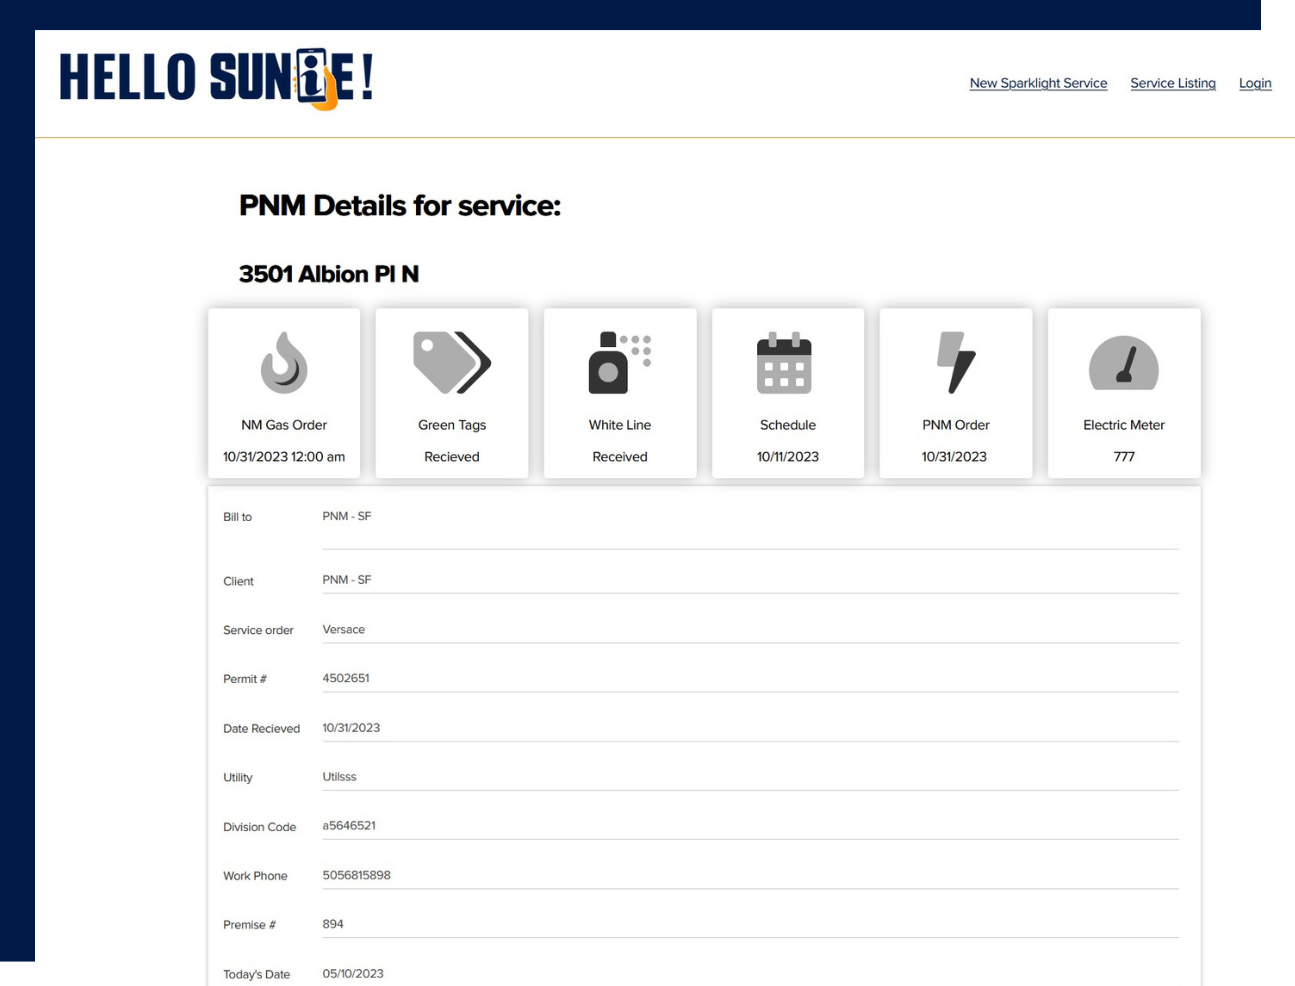 HELLO SUNiE!
New Sparklight Service Service Listing Login
PNM Details for service:
3501 Albion Pl N
NM Gas Order
10/31/2023 12:00 am
Green Tags
Recieved
White Line
Received
Schedule
10/11/2023
PNM Order
10/31/2023
Electric Meter
777
Bill to PNM - SF
Client PNM - SF
Service order Versace
Permit # 4502651
Date Recieved 10/31/2023
Utility Utilsss
Division Code a5646521
Work Phone 5056815898
Premise # 894
Today's Date 05/10/2023